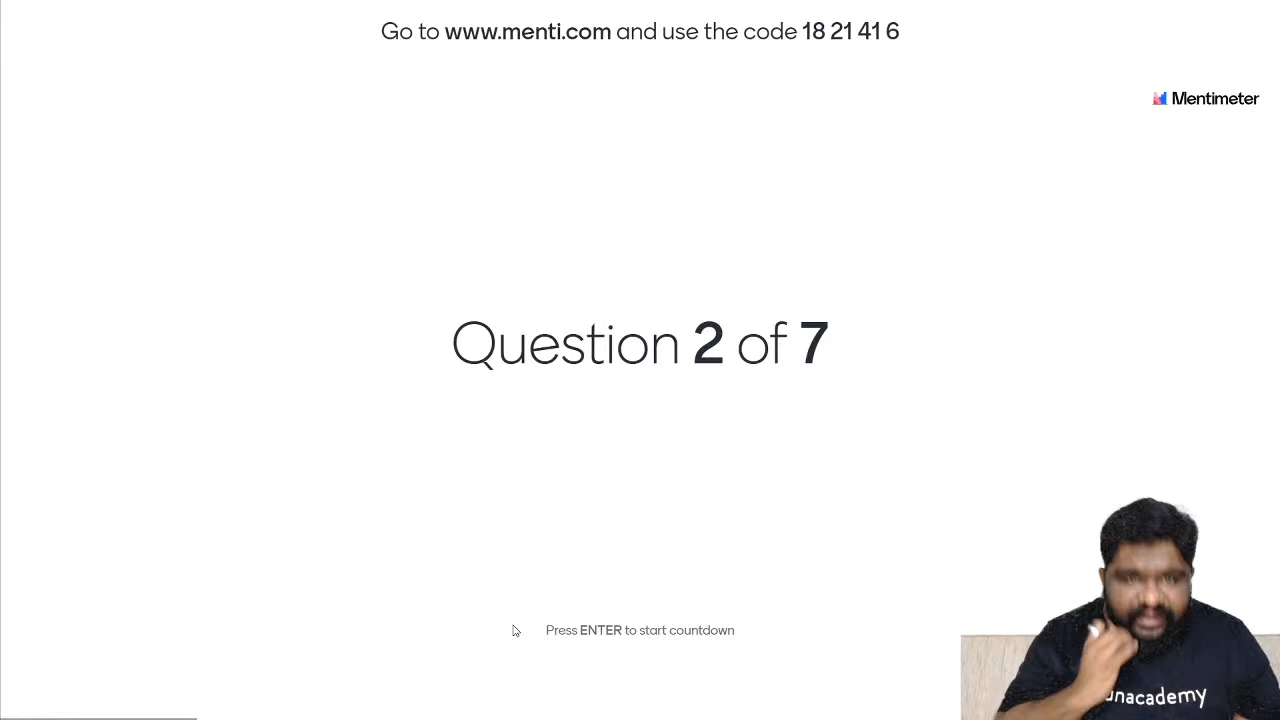 Go to www.menti.com and use the code 18 21 41 6
Mentimeter
Question 2 of 7
Press ENTER to start countdown
unacademy